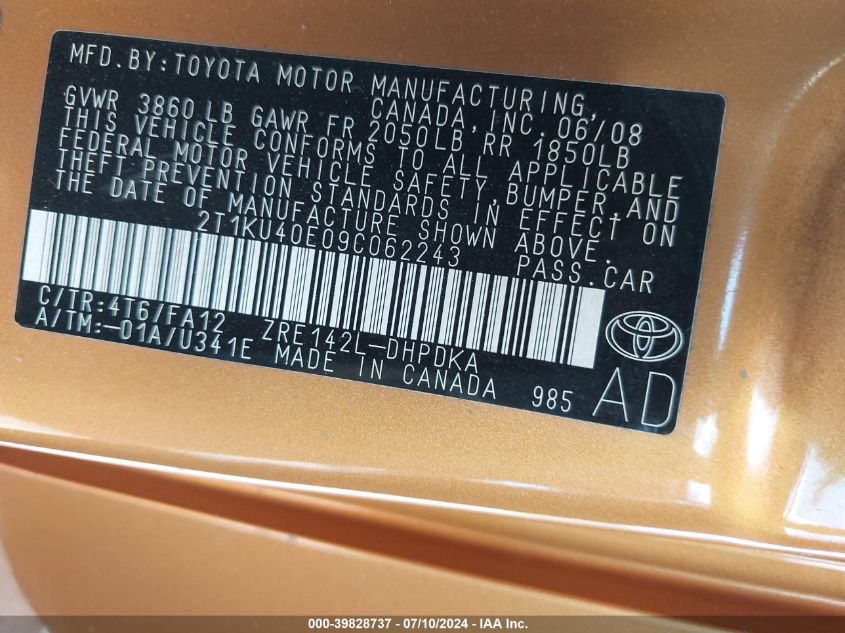 MFD. BY: TOYOTA MOTOR MANUFACTURING,
CANADA, INC. 06/08
GVWR 3860 LB GAWR FR 2050LB RR 1850LB
THIS VEHICLE CONFORMS TO ALL APPLICABLE
FEDERAL MOTOR VEHICLE SAFETY, BUMPER, AND
THEFT PREVENTION STANDARDS IN EFFECT ON
THE DATE OF MANUFACTURE SHOWN ABOVE.
2T1KU40E09C062243 PASS. CAR
C/TR: 4T6/FA12 ZRE142L-DHPDKA
A/TM: -01A/U341E MADE IN CANADA 985 AD
000-39828737 - 07/10/2024 - IAA Inc.